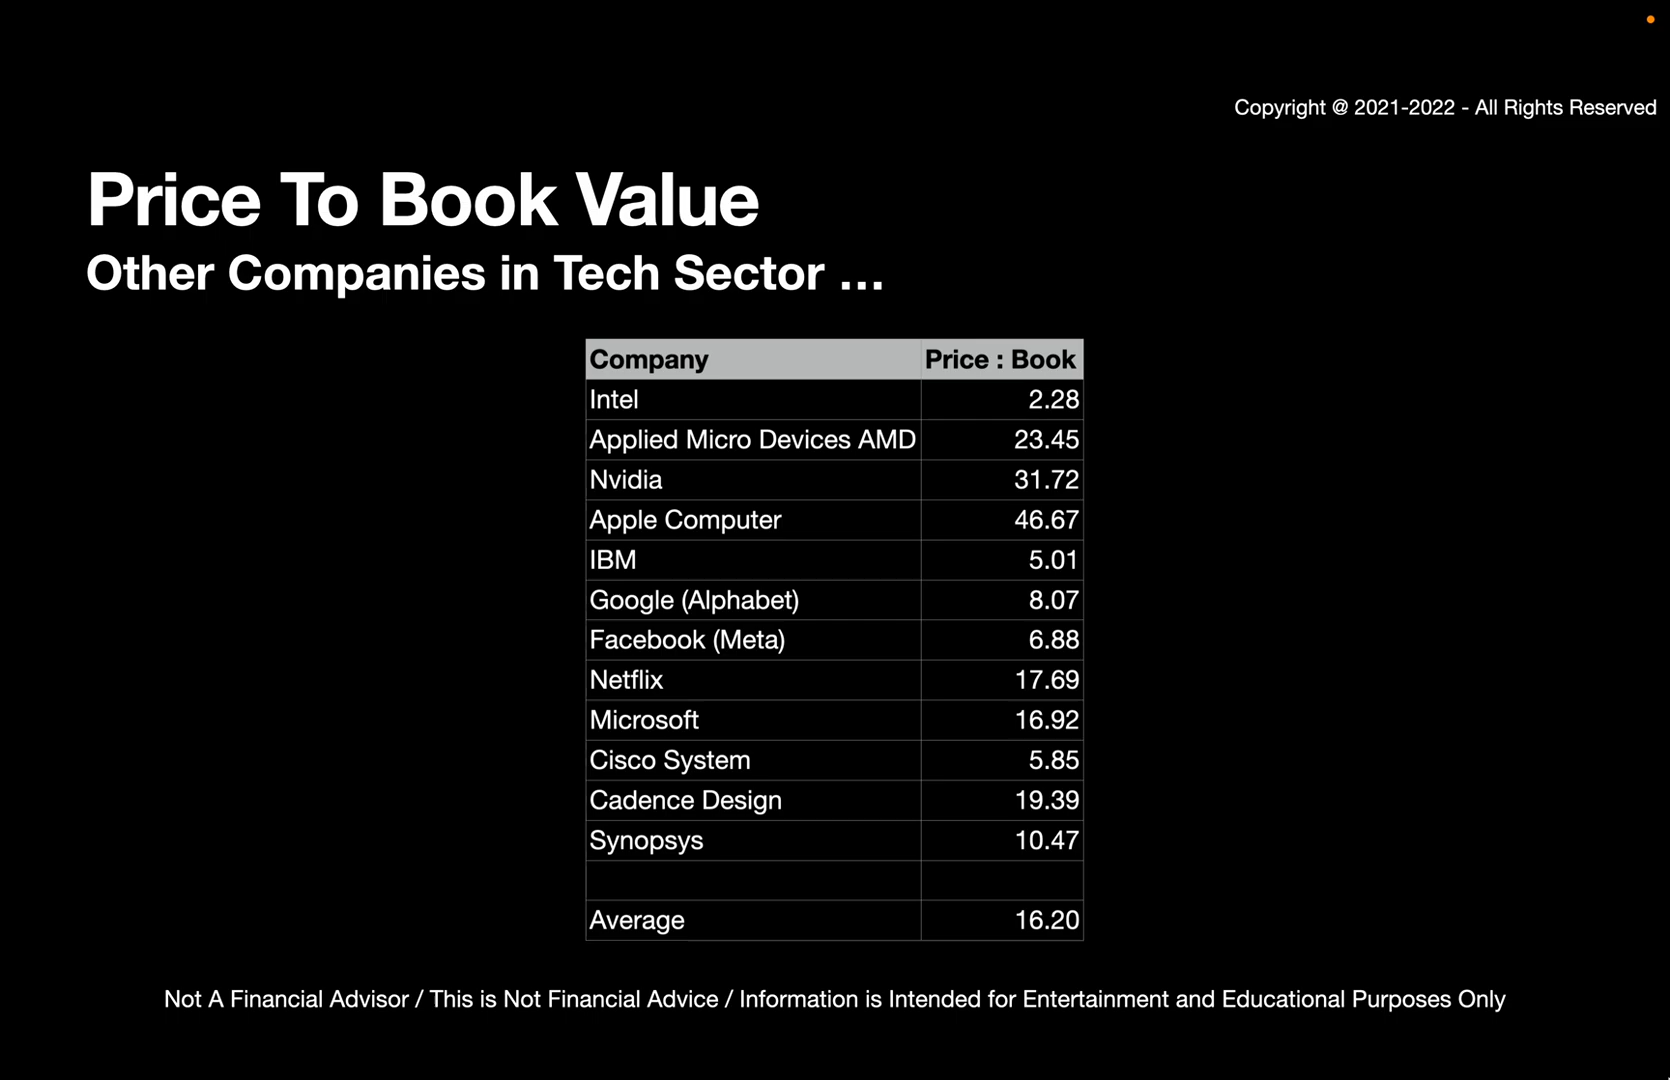 Copyright @ 2021-2022 - All Rights Reserved
Price To Book Value
Other Companies in Tech Sector ...
Company Price : Book
Intel 2.28
Applied Micro Devices AMD 23.45
Nvidia 31.72
Apple Computer 46.67
IBM 5.01
Google (Alphabet) 8.07
Facebook (Meta) 6.88
Netflix 17.69
Microsoft 16.92
Cisco System 5.85
Cadence Design 19.39
Synopsys 10.47
Average 16.20
Not A Financial Advisor / This is Not Financial Advice / Information is Intended for Entertainment and Educational Purposes Only